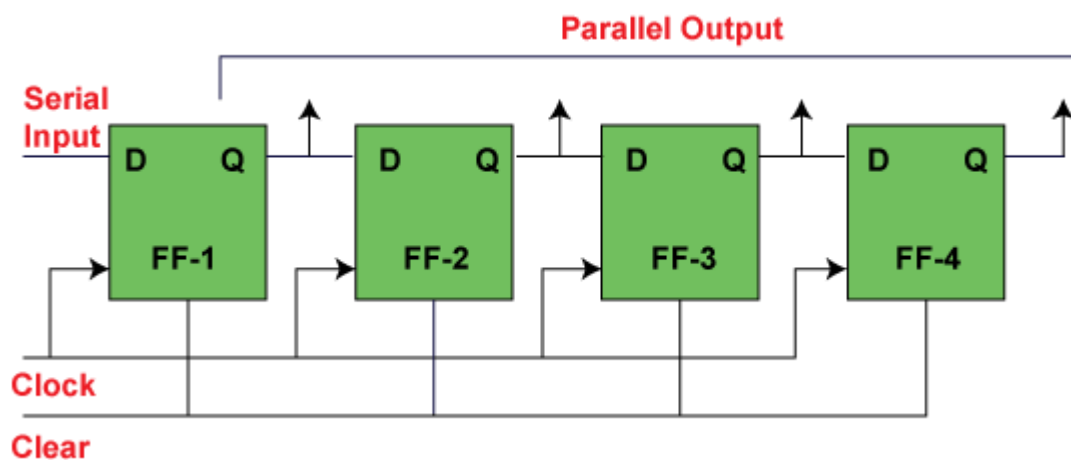 Parallel Output
Serial
Input
D Q D Q D Q D Q
FF-1 FF-2 FF-3 FF-4
Clock
Clear